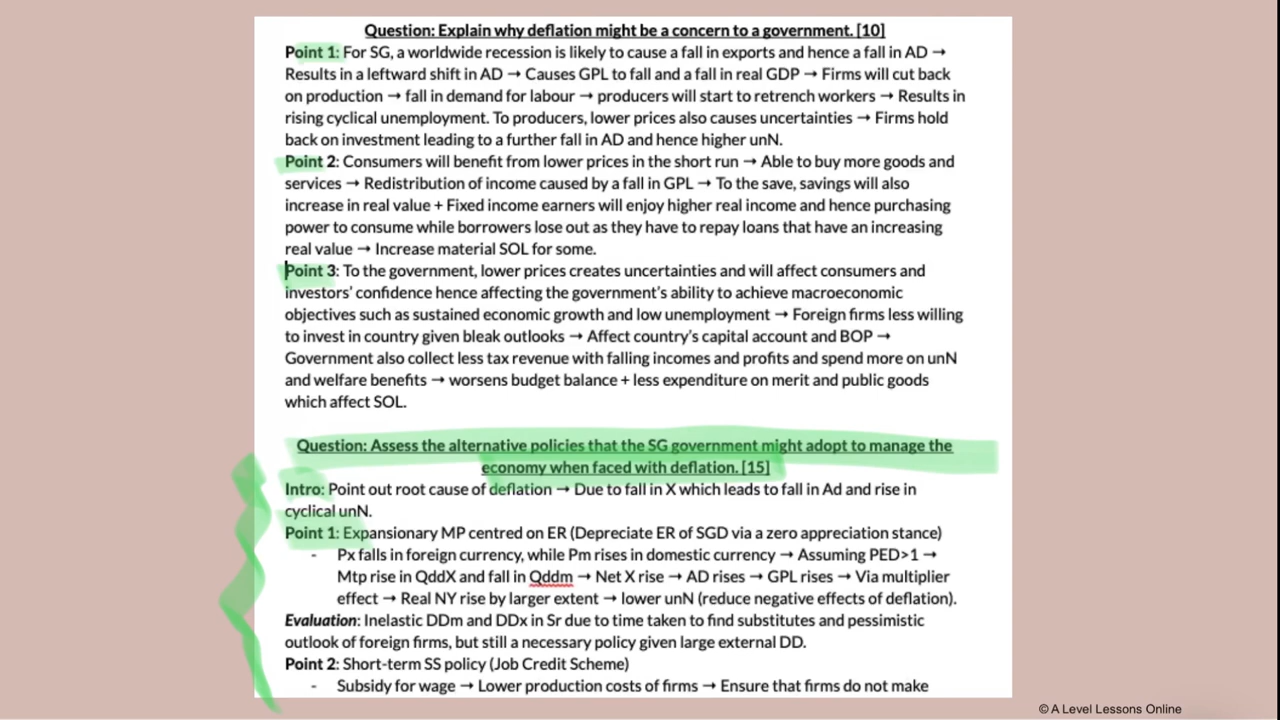 Question: Explain why deflation might be a concern to a government. [10]
Point 1: For SG, a worldwide recession is likely to cause a fall in exports and hence a fall in AD →
Results in a leftward shift in AD → Causes GPL to fall and a fall in real GDP → Firms will cut back
on production → fall in demand for labour → producers will start to retrench workers → Results in
rising cyclical unemployment. To producers, lower prices also causes uncertainties → Firms hold
back on investment leading to a further fall in AD and hence higher unN.
Point 2: Consumers will benefit from lower prices in the short run → Able to buy more goods and
services → Redistribution of income caused by a fall in GPL → To the save, savings will also
increase in real value + Fixed income earners will enjoy higher real income and hence purchasing
power to consume while borrowers lose out as they have to repay loans that have an increasing
real value → Increase material SOL for some.
Point 3: To the government, lower prices creates uncertainties and will affect consumers and
investors' confidence hence affecting the government's ability to achieve macroeconomic
objectives such as sustained economic growth and low unemployment → Foreign firms less willing
to invest in country given bleak outlooks → Affect country's capital account and BOP →
Government also collect less tax revenue with falling incomes and profits and spend more on unN
and welfare benefits → worsens budget balance + less expenditure on merit and public goods
which affect SOL.
Question: Assess the alternative policies that the SG government might adopt to manage the
economy when faced with deflation. [15]
Intro: Point out root cause of deflation → Due to fall in X which leads to fall in Ad and rise in
cyclical unN.
Point 1: Expansionary MP centred on ER (Depreciate ER of SGD via a zero appreciation stance)
- Px falls in foreign currency, while Pm rises in domestic currency → Assuming PED>1 →
Mtp rise in QddX and fall in Qddm → Net X rise → AD rises → GPL rises → Via multiplier
effect → Real NY rise by larger extent → lower unN (reduce negative effects of deflation).
Evaluation: Inelastic DDm and DDx in Sr due to time taken to find substitutes and pessimistic
outlook of foreign firms, but still a necessary policy given large external DD.
Point 2: Short-term SS policy (Job Credit Scheme)
- Subsidy for wage → Lower production costs of firms → Ensure that firms do not make
© A Level Lessons Online